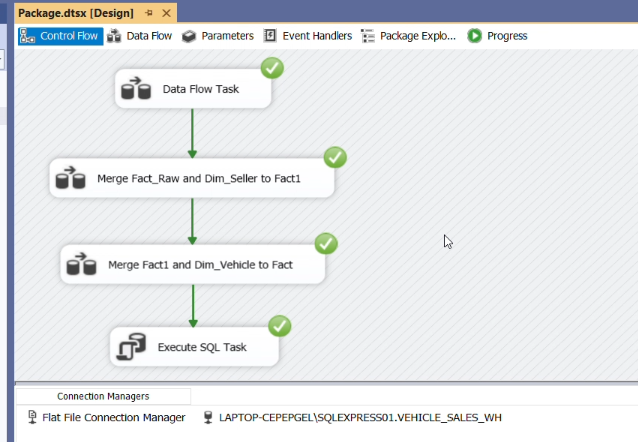 Package.dtsx [Design]
Control Flow Data Flow Parameters Event Handlers Package Explo... Progress
Data Flow Task
Merge Fact_Raw and Dim_Seller to Fact1
Merge Fact1 and Dim_Vehicle to Fact
Execute SQL Task
Connection Managers
Flat File Connection Manager LAPTOP-CEPEPGEL\SQLEXPRESS01.VEHICLE_SALES_WH